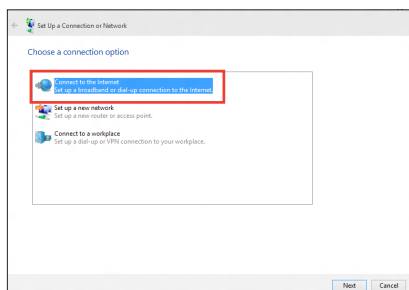 Set Up a Connection or Network
Choose a connection option
Connect to the Internet
Set up a broadband or dial-up connection to the Internet.
Set up a new network
Set up a new router or access point.
Connect to a workplace
Set up a dial-up or VPN connection to your workplace.
Next Cancel